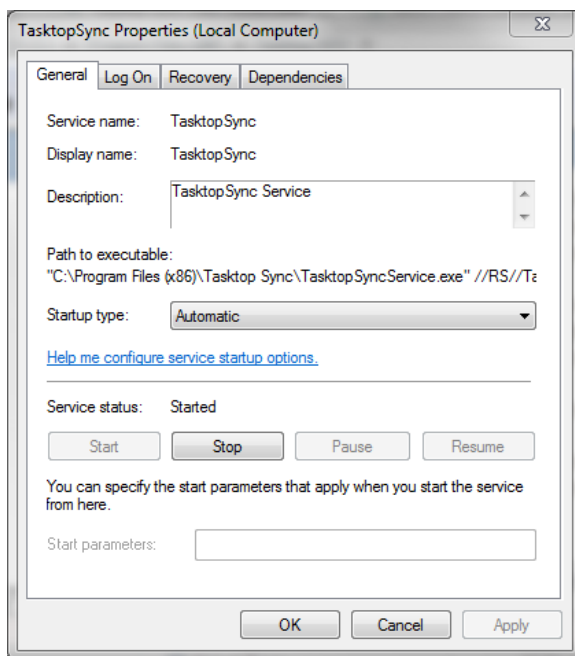 TasktopSync Properties (Local Computer)
General Log On Recovery Dependencies
Service name: TasktopSync
Display name: TasktopSync
Description: TasktopSync Service
Path to executable:
"C:\Program Files (x86)\Tasktop Sync\TasktopSyncService.exe" //RS//Ta
Startup type: Automatic
Help me configure service startup options.
Service status: Started
Start Stop Pause Resume
You can specify the start parameters that apply when you start the service
from here.
Start parameters:
OK Cancel Apply